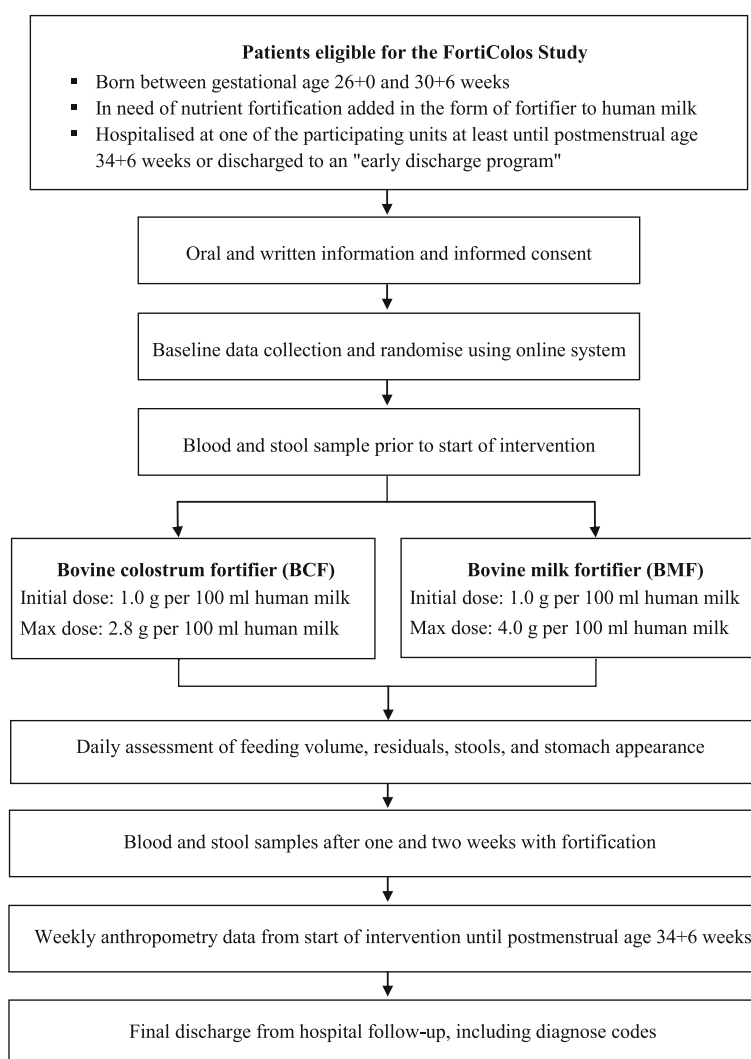 Patients eligible for the FortiColos Study
▪ Born between gestational age 26+0 and 30+6 weeks
▪ In need of nutrient fortification added in the form of fortifier to human milk
▪ Hospitalised at one of the participating units at least until postmenstrual age
34+6 weeks or discharged to an "early discharge program"
Oral and written information and informed consent
Baseline data collection and randomise using online system
Blood and stool sample prior to start of intervention
Bovine colostrum fortifier (BCF)
Initial dose: 1.0 g per 100 ml human milk
Max dose: 2.8 g per 100 ml human milk
Bovine milk fortifier (BMF)
Initial dose: 1.0 g per 100 ml human milk
Max dose: 4.0 g per 100 ml human milk
Daily assessment of feeding volume, residuals, stools, and stomach appearance
Blood and stool samples after one and two weeks with fortification
Weekly anthropometry data from start of intervention until postmenstrual age 34+6 weeks
Final discharge from hospital follow-up, including diagnose codes